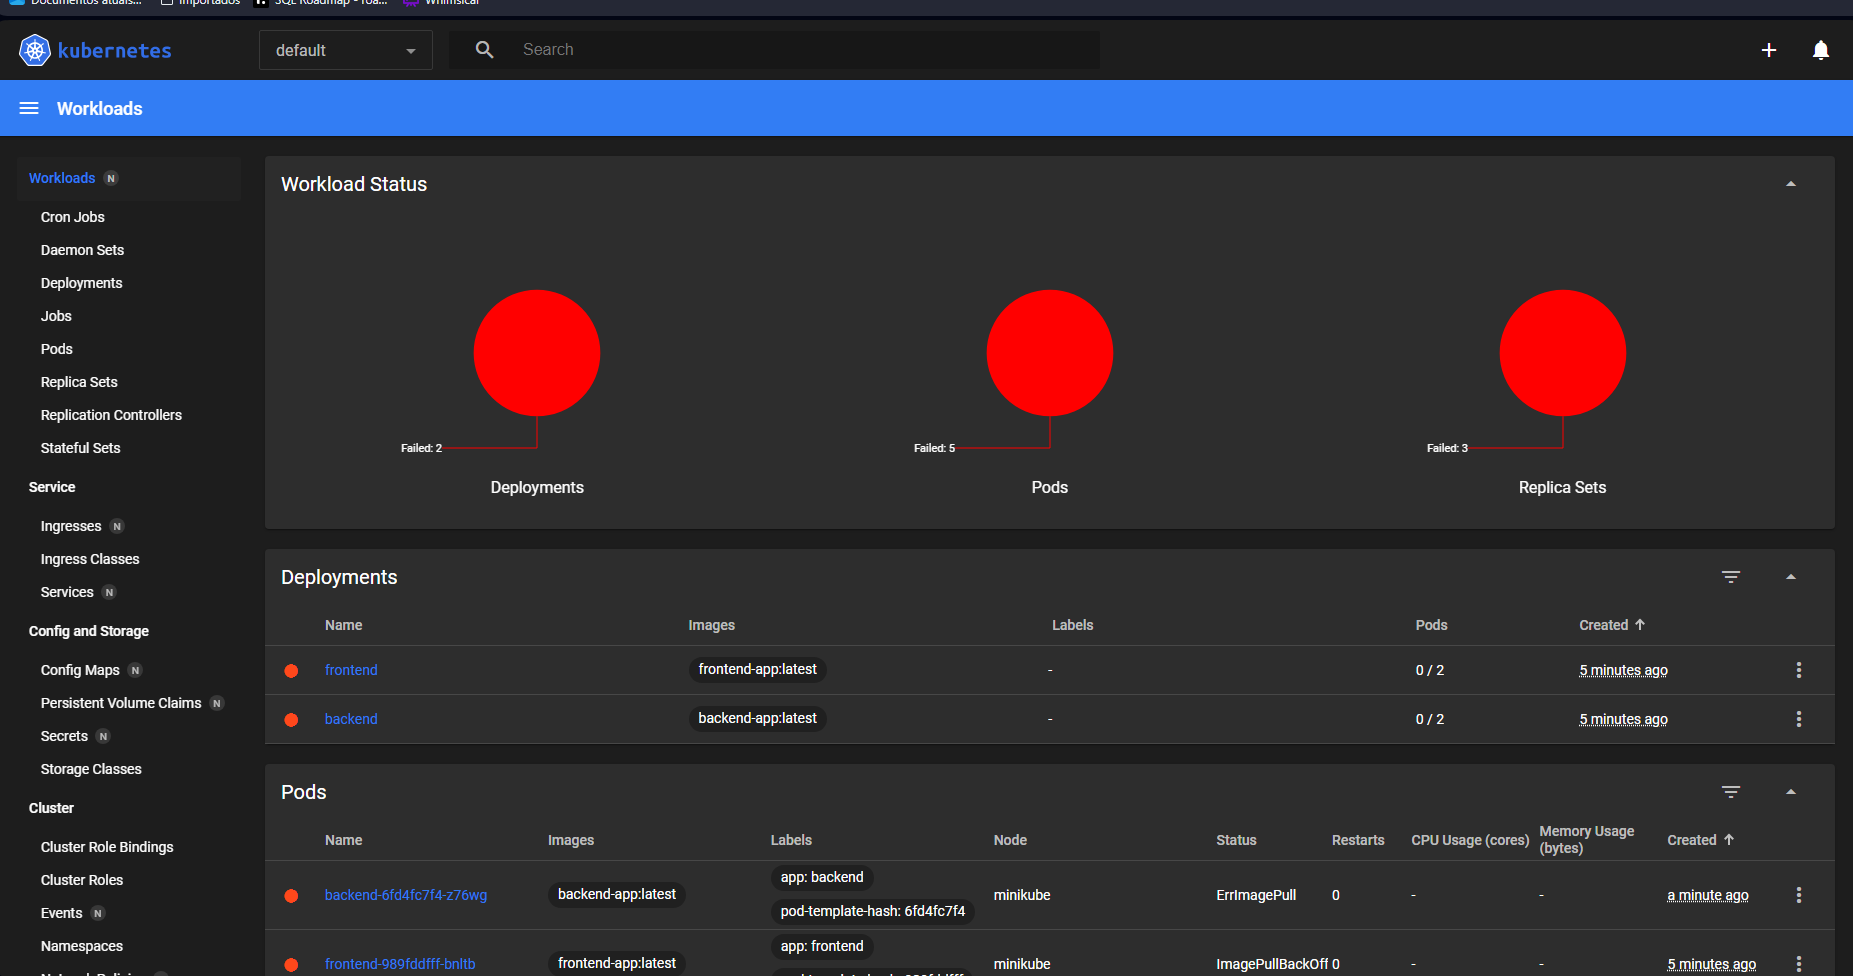 Documentos atuais... Importados SQL Roadmap - roa... Whimsical
kubernetes default Search
Workloads
Workloads N
Cron Jobs
Daemon Sets
Deployments
Jobs
Pods
Replica Sets
Replication Controllers
Stateful Sets
Service
Ingresses N
Ingress Classes
Services N
Config and Storage
Config Maps N
Persistent Volume Claims N
Secrets N
Storage Classes
Cluster
Cluster Role Bindings
Cluster Roles
Events N
Namespaces
Workload Status
Failed: 2 Failed: 5 Failed: 3
Deployments Pods Replica Sets
Deployments
Name Images Labels Pods Created
frontend frontend-app:latest - 0 / 2 5 minutes ago
backend backend-app:latest - 0 / 2 5 minutes ago
Pods
Name Images Labels Node Status Restarts CPU Usage (cores) Memory Usage (bytes) Created
app: backend
backend-6fd4fc7f4-z76wg backend-app:latest minikube ErrImagePull 0 - - a minute ago
pod-template-hash: 6fd4fc7f4
app: frontend
frontend-989fddfff-bnltb frontend-app:latest minikube ImagePullBackOff 0 - - 5 minutes ago